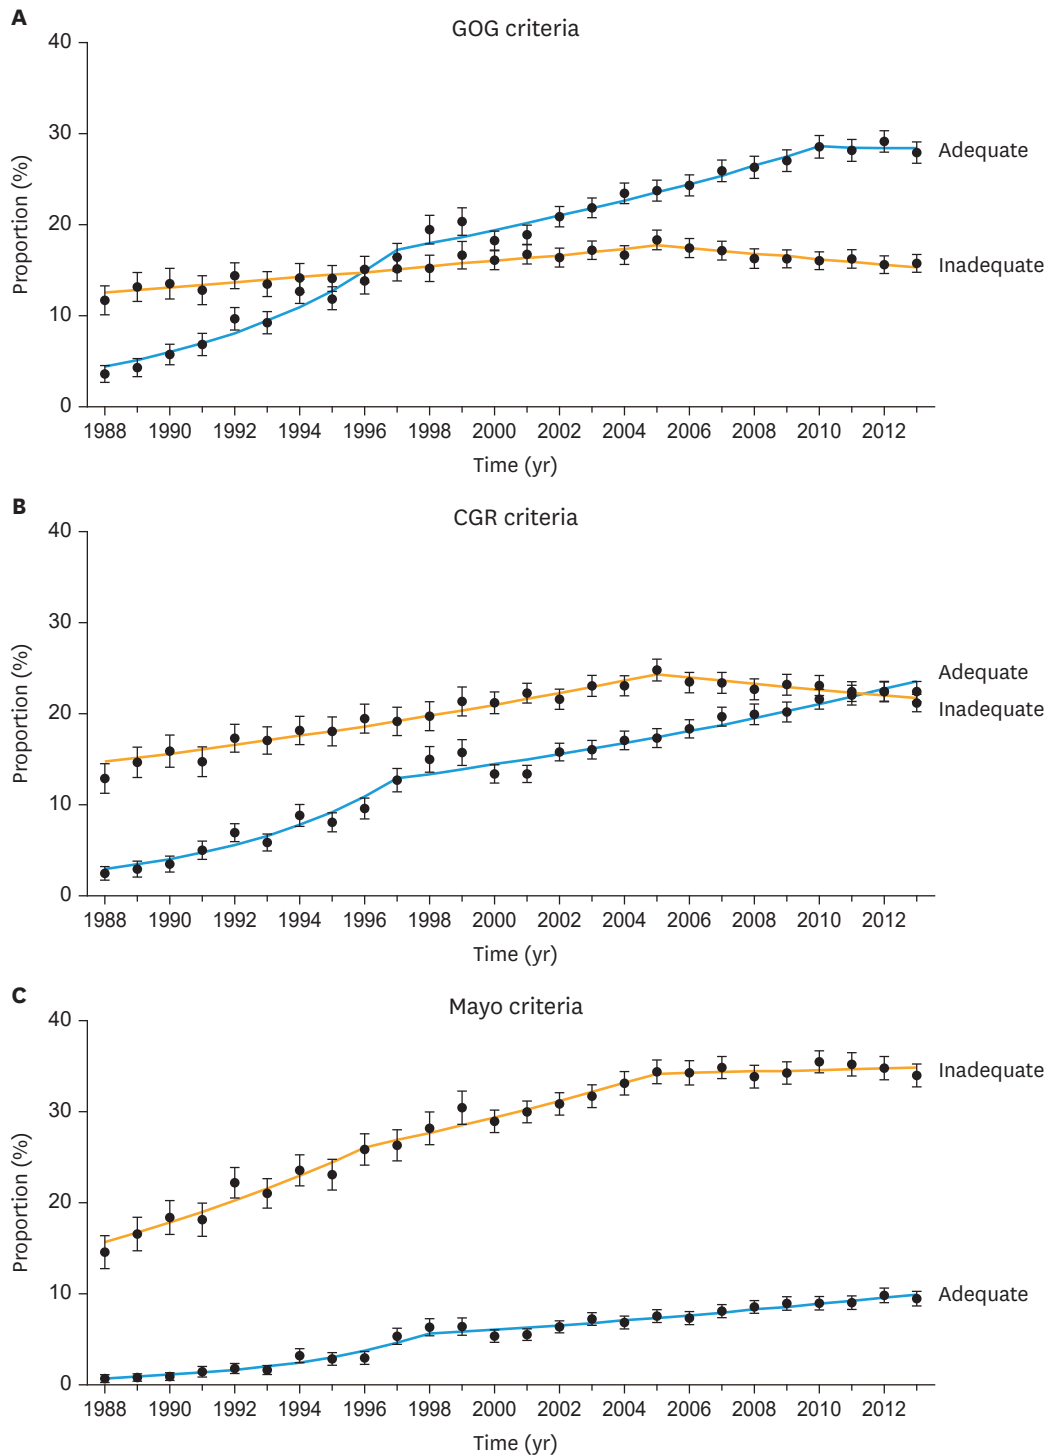 A
GOG criteria
40
30
20
10
0
Proportion (%)
Adequate
Inadequate
1988 1990 1992 1994 1996 1998 2000 2002 2004 2006 2008 2010 2012
Time (yr)
B
CGR criteria
40
30
20
10
0
Proportion (%)
Adequate
Inadequate
1988 1990 1992 1994 1996 1998 2000 2002 2004 2006 2008 2010 2012
Time (yr)
C
Mayo criteria
40
30
20
10
0
Proportion (%)
Inadequate
Adequate
1988 1990 1992 1994 1996 1998 2000 2002 2004 2006 2008 2010 2012
Time (yr)